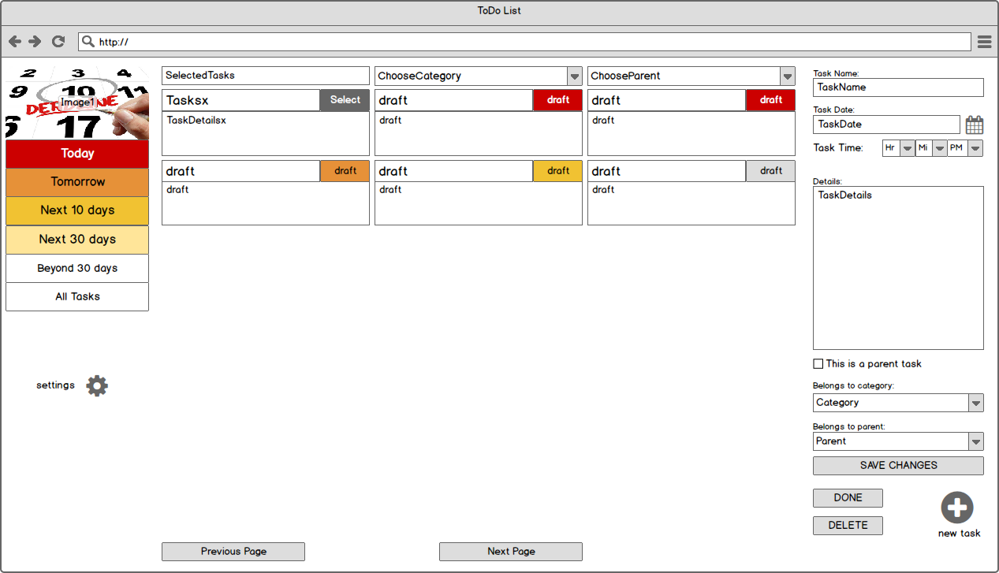 ToDo List
http://
2 3 4
9 10 11
DEADLINE
Image1
17
Today
Tomorrow
Next 10 days
Next 30 days
Beyond 30 days
All Tasks
settings
SelectedTasks
ChooseCategory
ChooseParent
Tasksx
Select
draft
draft
draft
draft
TaskDetailsx
draft
draft
draft
draft
draft
draft
draft
draft
draft
draft
draft
Previous Page
Next Page
Task Name:
TaskName
Task Date:
TaskDate
Task Time:
Hr
Mi
PM
Details:
TaskDetails
This is a parent task
Belongs to category:
Category
Belongs to parent:
Parent
SAVE CHANGES
DONE
DELETE
new task